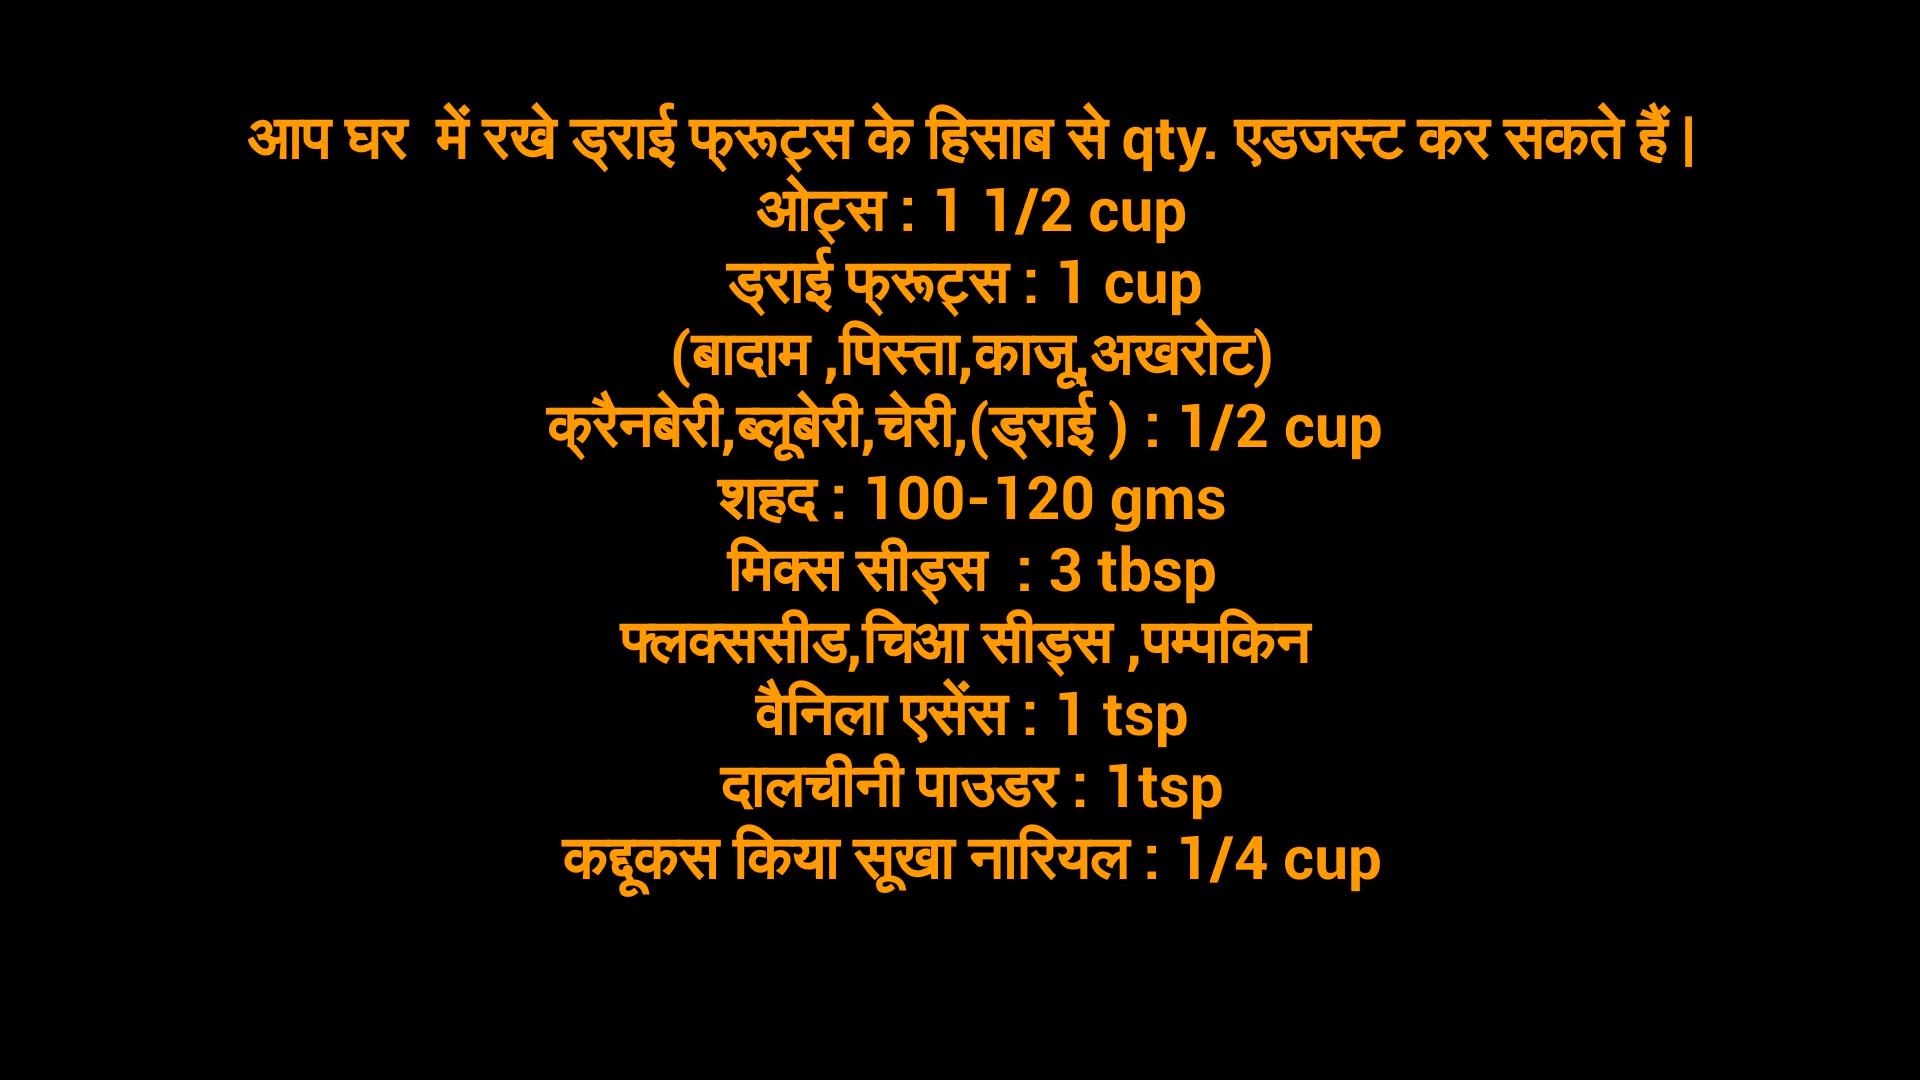 आप घर  में रखे ड्राई फ्रूट्स के हिसाब से qty. एडजस्ट कर सकते हैं |
ओट्स : 1 1/2 cup
ड्राई फ्रूट्स : 1 cup
(बादाम ,पिस्ता,काजू,अखरोट)
क्रैनबेरी,ब्लूबेरी,चेरी,(ड्राई ) : 1/2 cup
शहद : 100-120 gms
मिक्स सीड्स  : 3 tbsp
फ्लक्ससीड,चिआ सीड्स ,पम्पकिन
वैनिला एसेंस : 1 tsp
दालचीनी पाउडर : 1tsp
कद्दूकस किया सूखा नारियल : 1/4 cup